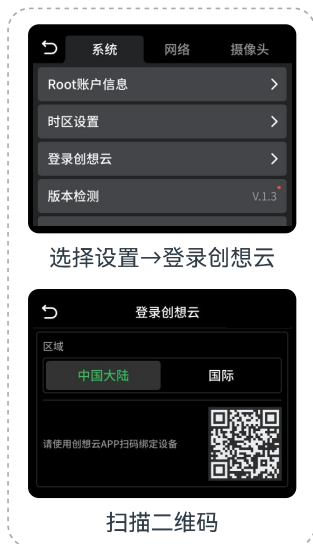 系统 网络 摄像头
Root账户信息
时区设置
登录创想云
版本检测 V.1.3
选择设置→登录创想云
登录创想云
区域
中国大陆 国际
请使用创想云APP扫码绑定设备
扫描二维码